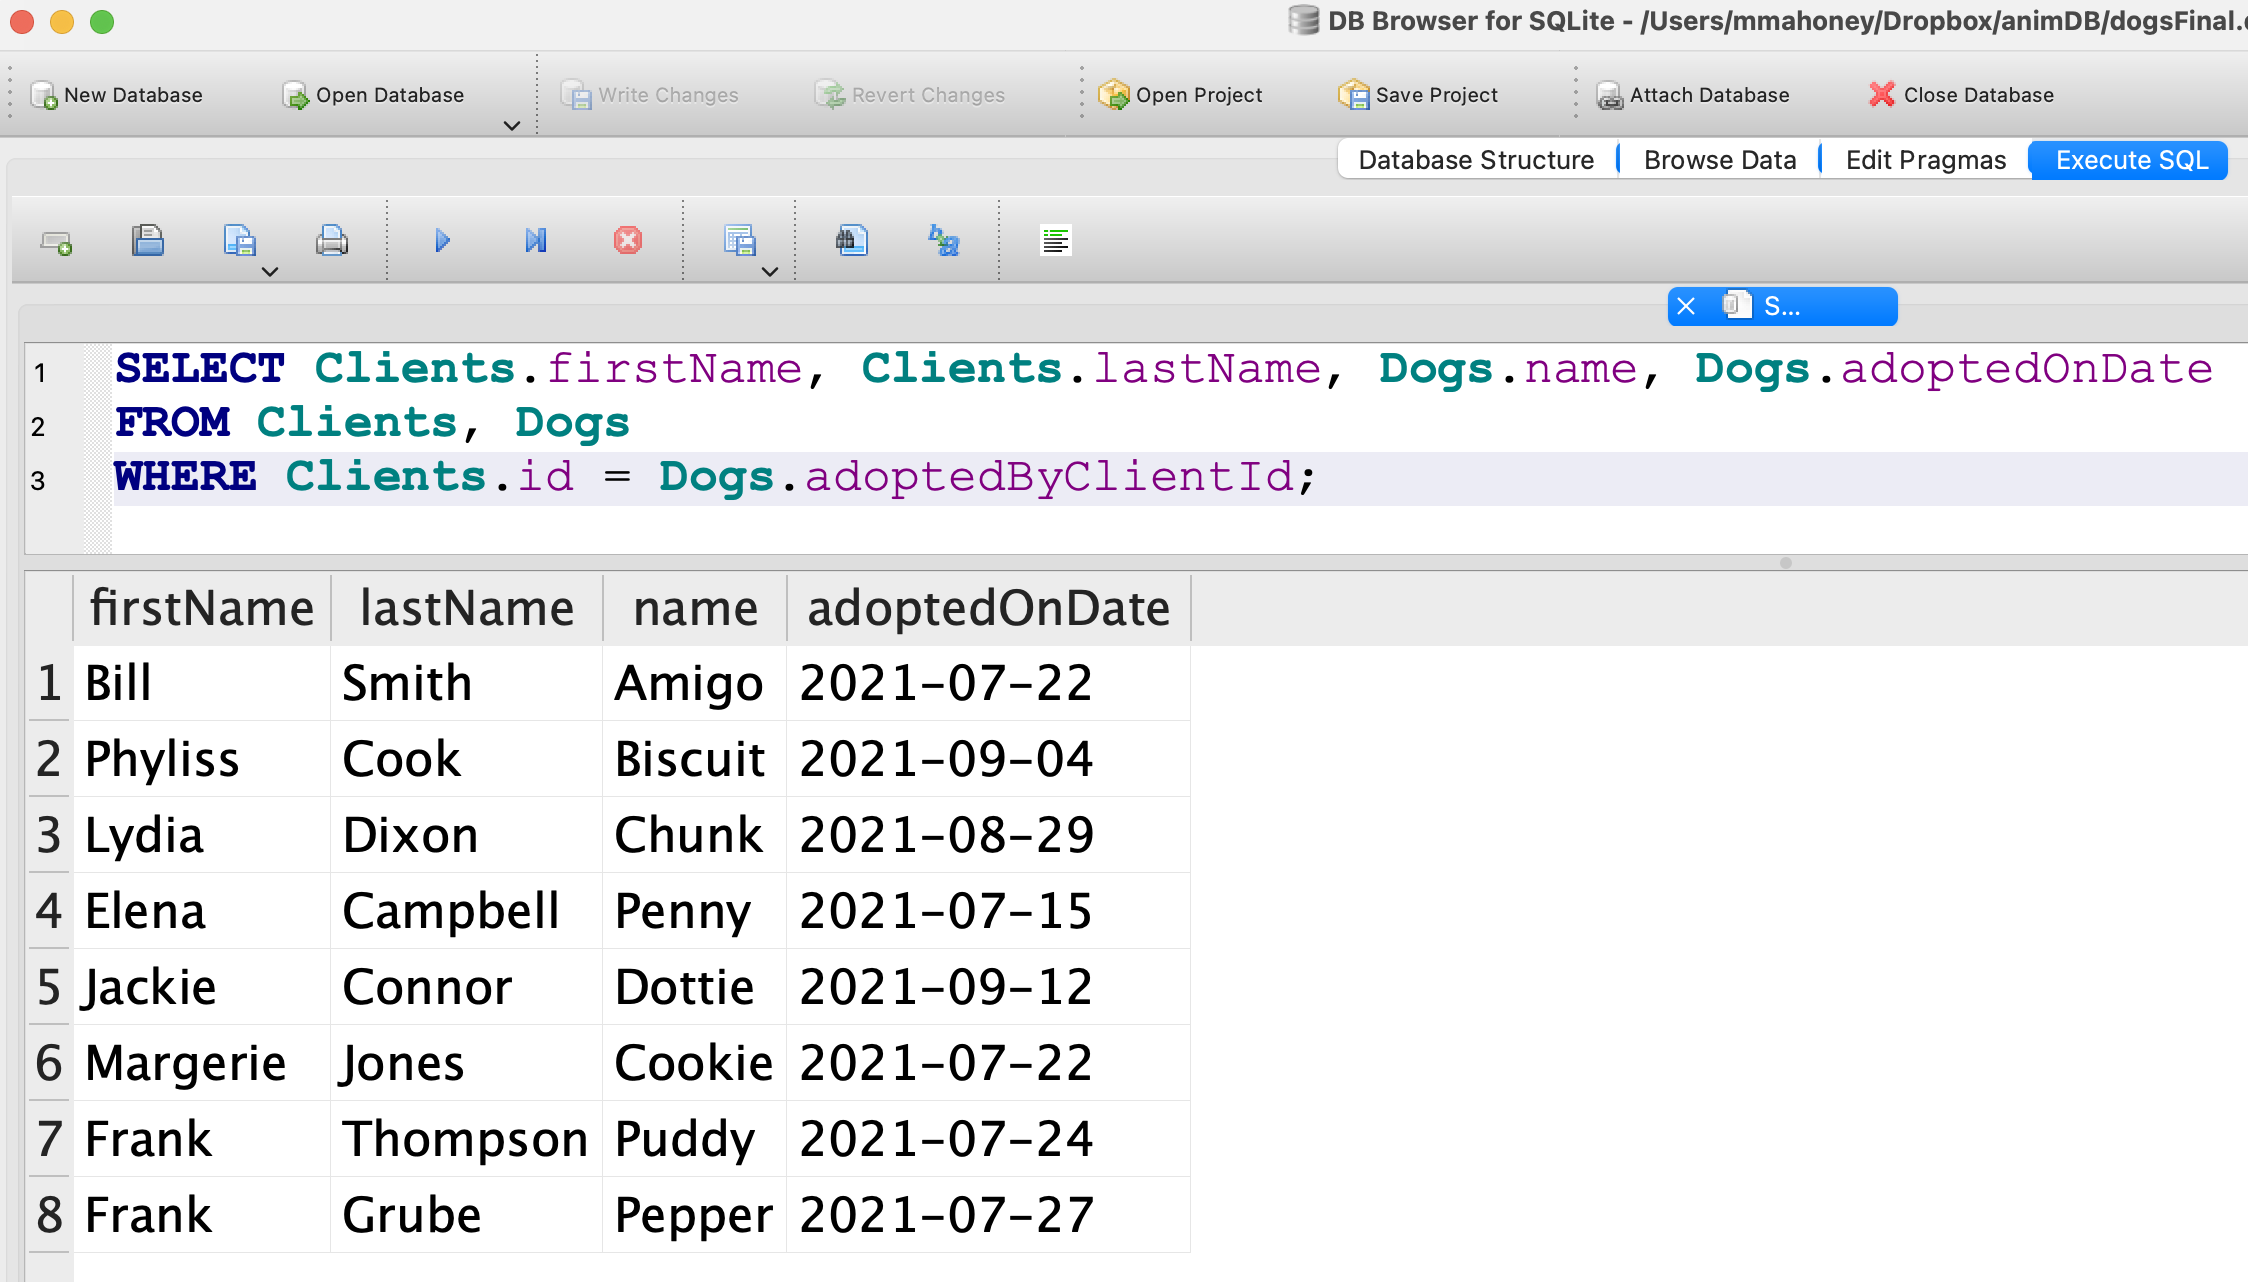 DB Browser for SQLite - /Users/mmahoney/Dropbox/animDB/dogsFinal.
New Database Open Database Write Changes Revert Changes Open Project Save Project Attach Database Close Database
Database Structure Browse Data Edit Pragmas Execute SQL
S...
1 SELECT Clients.firstName, Clients.lastName, Dogs.name, Dogs.adoptedOnDate
2 FROM Clients, Dogs
3 WHERE Clients.id = Dogs.adoptedByClientId;
firstName lastName name adoptedOnDate
1 Bill Smith Amigo 2021-07-22
2 Phyliss Cook Biscuit 2021-09-04
3 Lydia Dixon Chunk 2021-08-29
4 Elena Campbell Penny 2021-07-15
5 Jackie Connor Dottie 2021-09-12
6 Margerie Jones Cookie 2021-07-22
7 Frank Thompson Puddy 2021-07-24
8 Frank Grube Pepper 2021-07-27